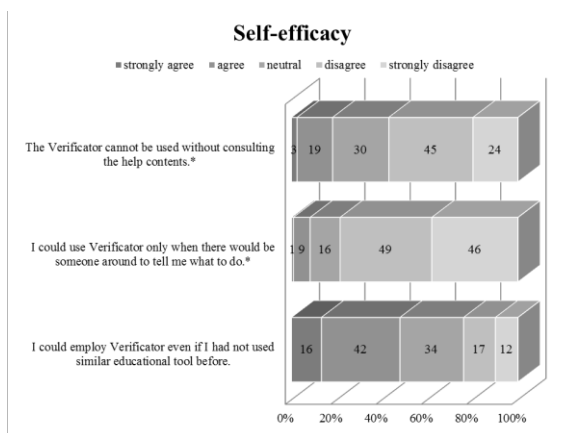 Self-efficacy
strongly agree agree neutral disagree strongly disagree
The Verificator cannot be used without consulting
the help contents.*
3 19 30 45 24
I could use Verificator only when there would be
someone around to tell me what to do.*
1 9 16 49 46
I could employ Verificator even if I had not used
similar educational tool before.
16 42 34 17 12
0% 20% 40% 60% 80% 100%